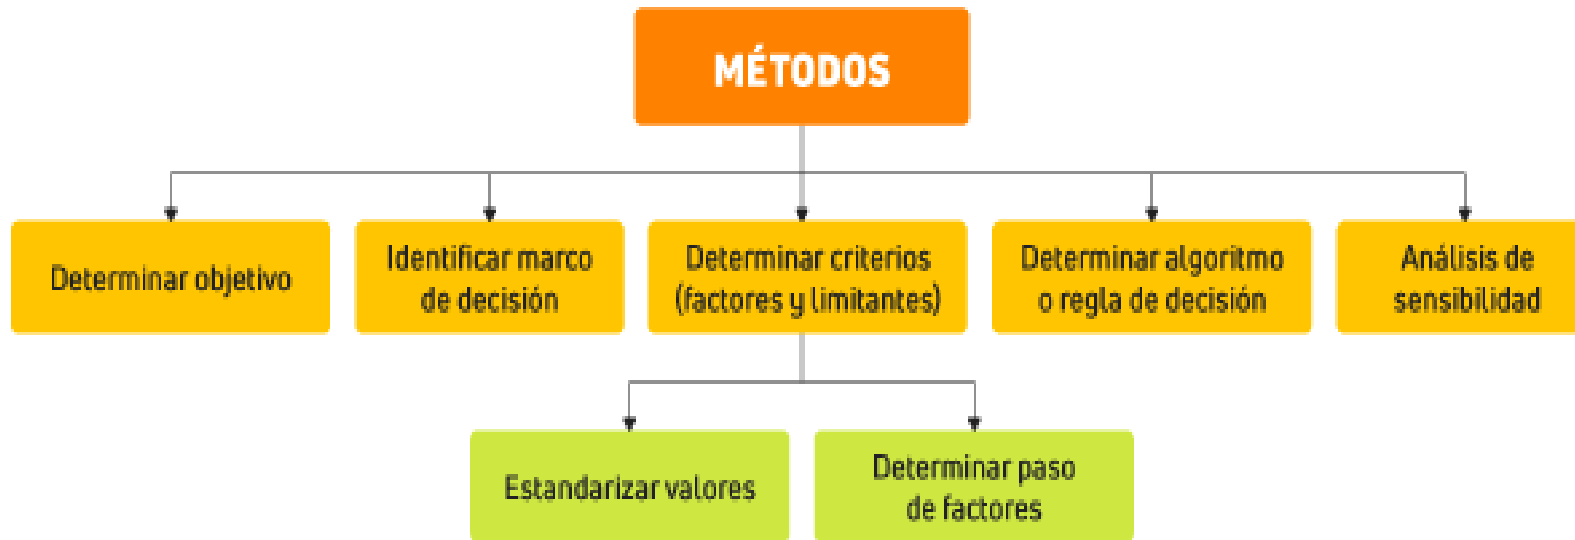 MÉTODOS
Determinar objetivo
Identificar marco
de decisión
Determinar criterios
(factores y limitantes)
Determinar algoritmo
o regla de decisión
Análisis de
sensibilidad
Estandarizar valores
Determinar paso
de factores